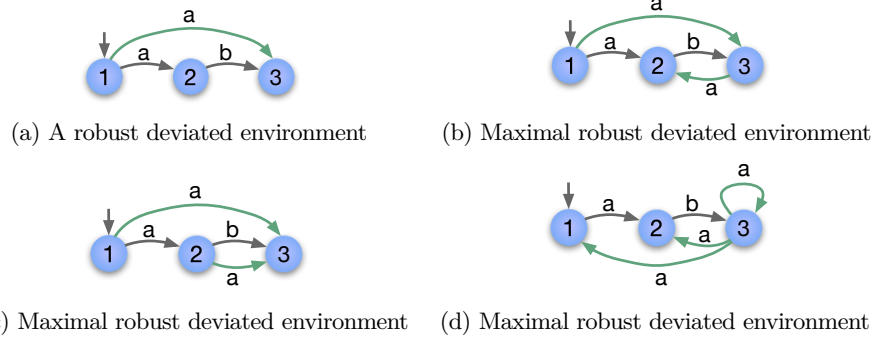 a
a
b
1
2
3
(a) A robust deviated environment
a
a
b
1
2
3
a
(b) Maximal robust deviated environment
a
a
b
1
2
3
a
) Maximal robust deviated environment
a
a
b
1
2
3
a
a
(d) Maximal robust deviated environment